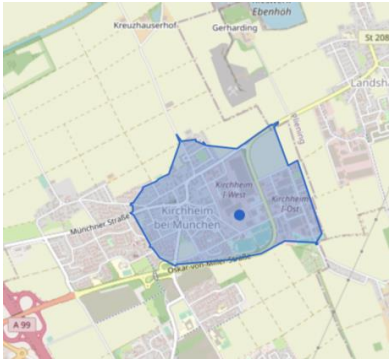 Ebenhöh
Kreuzhauserhof
Gerharding
St 208
Landsh
Kirchheim
I-West
Kirchheim
I-Ost
Kirchheim
bei München
Münchner Straße
Oskar-von-Miller-Straße
A 99